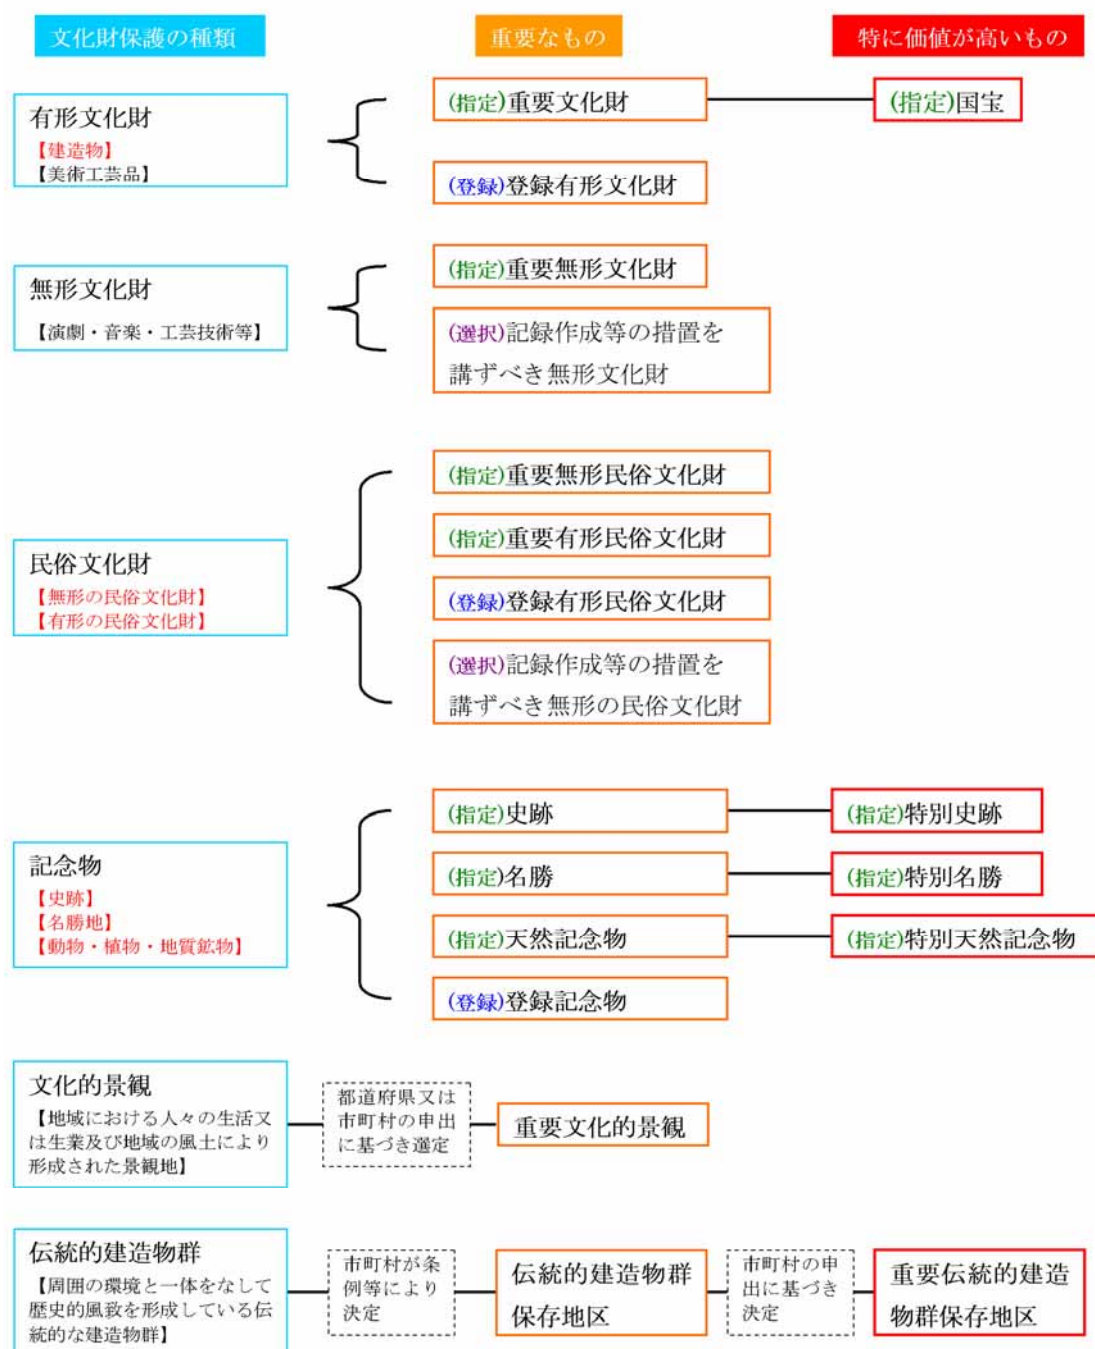 文化財保護の種類
重要なもの
特に価値が高いもの
有形文化財
【建造物】
【美術工芸品】
(指定)重要文化財
(指定)国宝
(登録)登録有形文化財
無形文化財
【演劇・音楽・工芸技術等】
(指定)重要無形文化財
(選択)記録作成等の措置を
講ずべき無形文化財
民俗文化財
【無形の民俗文化財】
【有形の民俗文化財】
(指定)重要無形民俗文化財
(指定)重要有形民俗文化財
(登録)登録有形民俗文化財
(選択)記録作成等の措置を
講ずべき無形の民俗文化財
記念物
【史跡】
【名勝地】
【動物・植物・地質鉱物】
(指定)史跡
(指定)特別史跡
(指定)名勝
(指定)特別名勝
(指定)天然記念物
(指定)特別天然記念物
(登録)登録記念物
文化的景観
【地域における人々の生活又
は生業及び地域の風土により
形成された景観地】
都道府県又は
市町村の申出
に基づき選定
重要文化的景観
伝統的建造物群
【周囲の環境と一体をなして
歴史的風致を形成している伝
統的な建造物群】
市町村が条
例等により
決定
伝統的建造物群
保存地区
市町村の申
出に基づき
決定
重要伝統的建造
物群保存地区